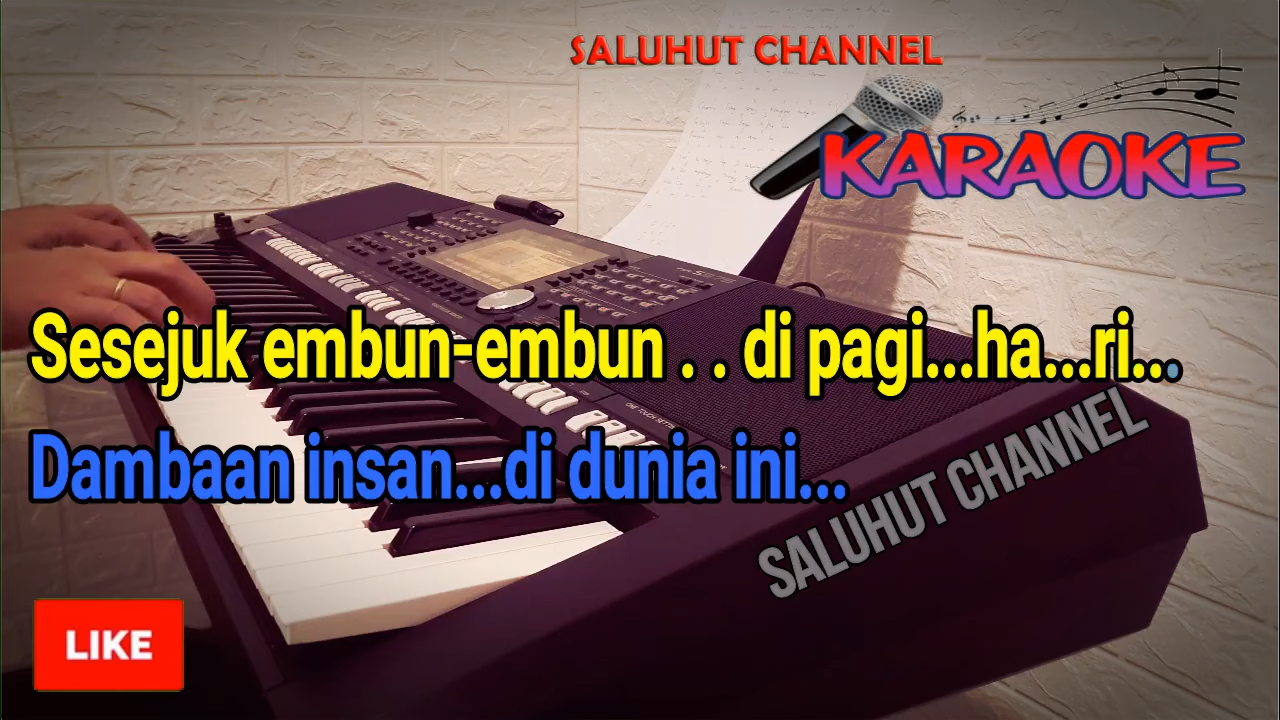 SALUHUT CHANNEL
KARAOKE
Sesejuk embun-embun . . di pagi...ha...ri...
Dambaan insan...di dunia ini...
SALUHUT CHANNEL
LIKE